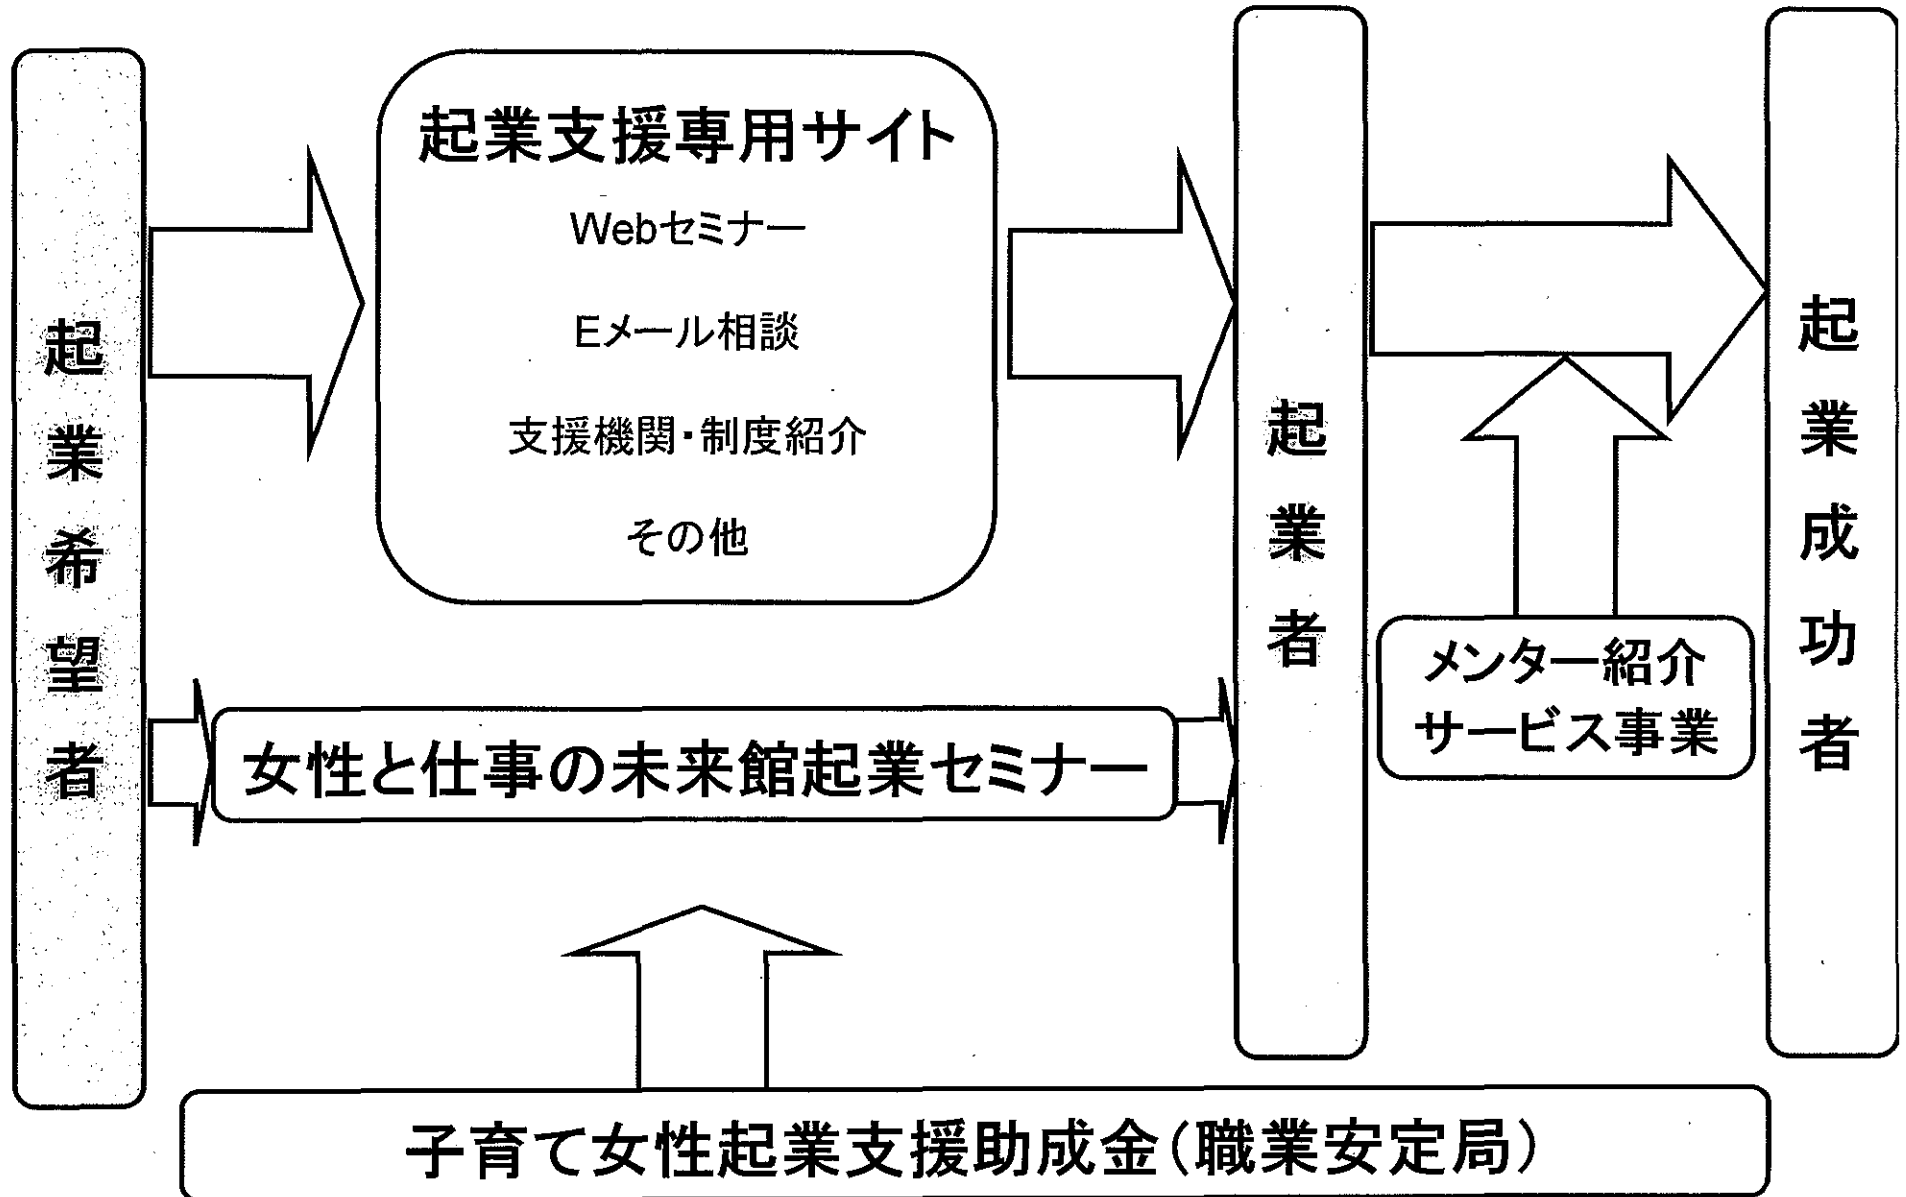 起業希望者
起業支援専用サイト
Webセミナー
Eメール相談
支援機関・制度紹介
その他
女性と仕事の未来館起業セミナー
起業者
メンター紹介
サービス事業
起業成功者
子育て女性起業支援助成金(職業安定局)